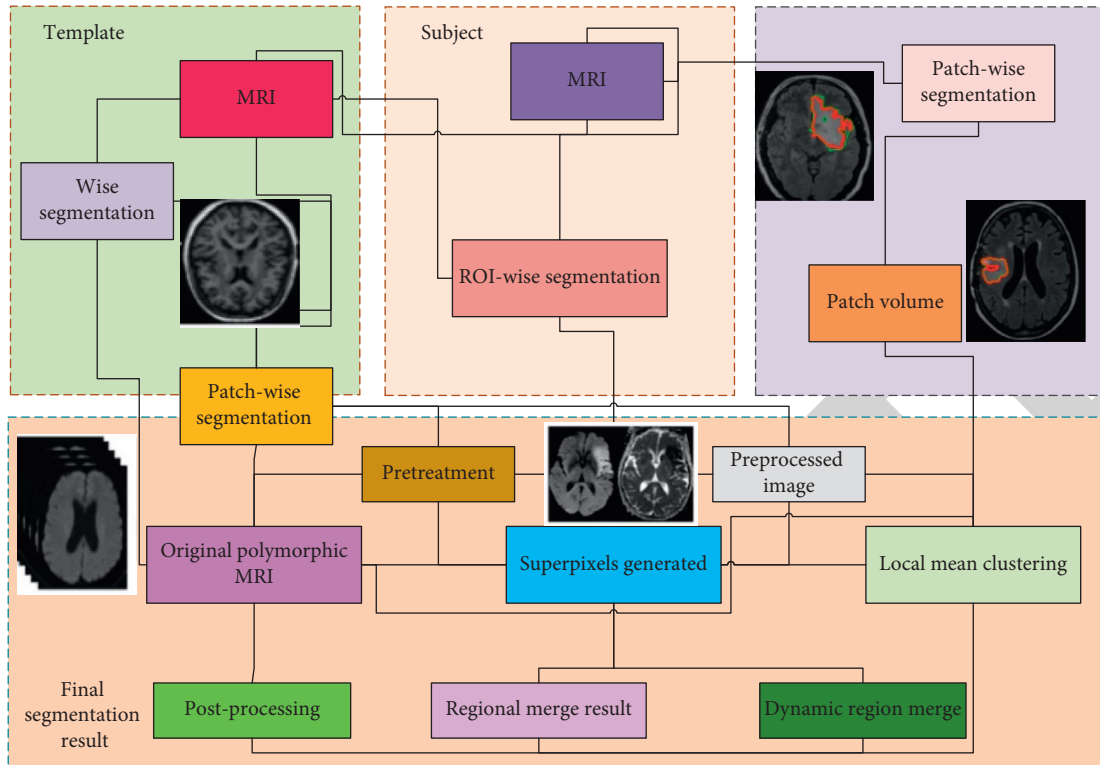 Template
MRI
Wise
segmentation
Patch-wise
segmentation
Subject
MRI
ROI-wise segmentation
Patch-wise
segmentation
Patch volume
Pretreatment
Preprocessed
image
Original polymorphic
MRI
Superpixels generated
Local mean clustering
Final
segmentation
result
Post-processing
Regional merge result
Dynamic region merge